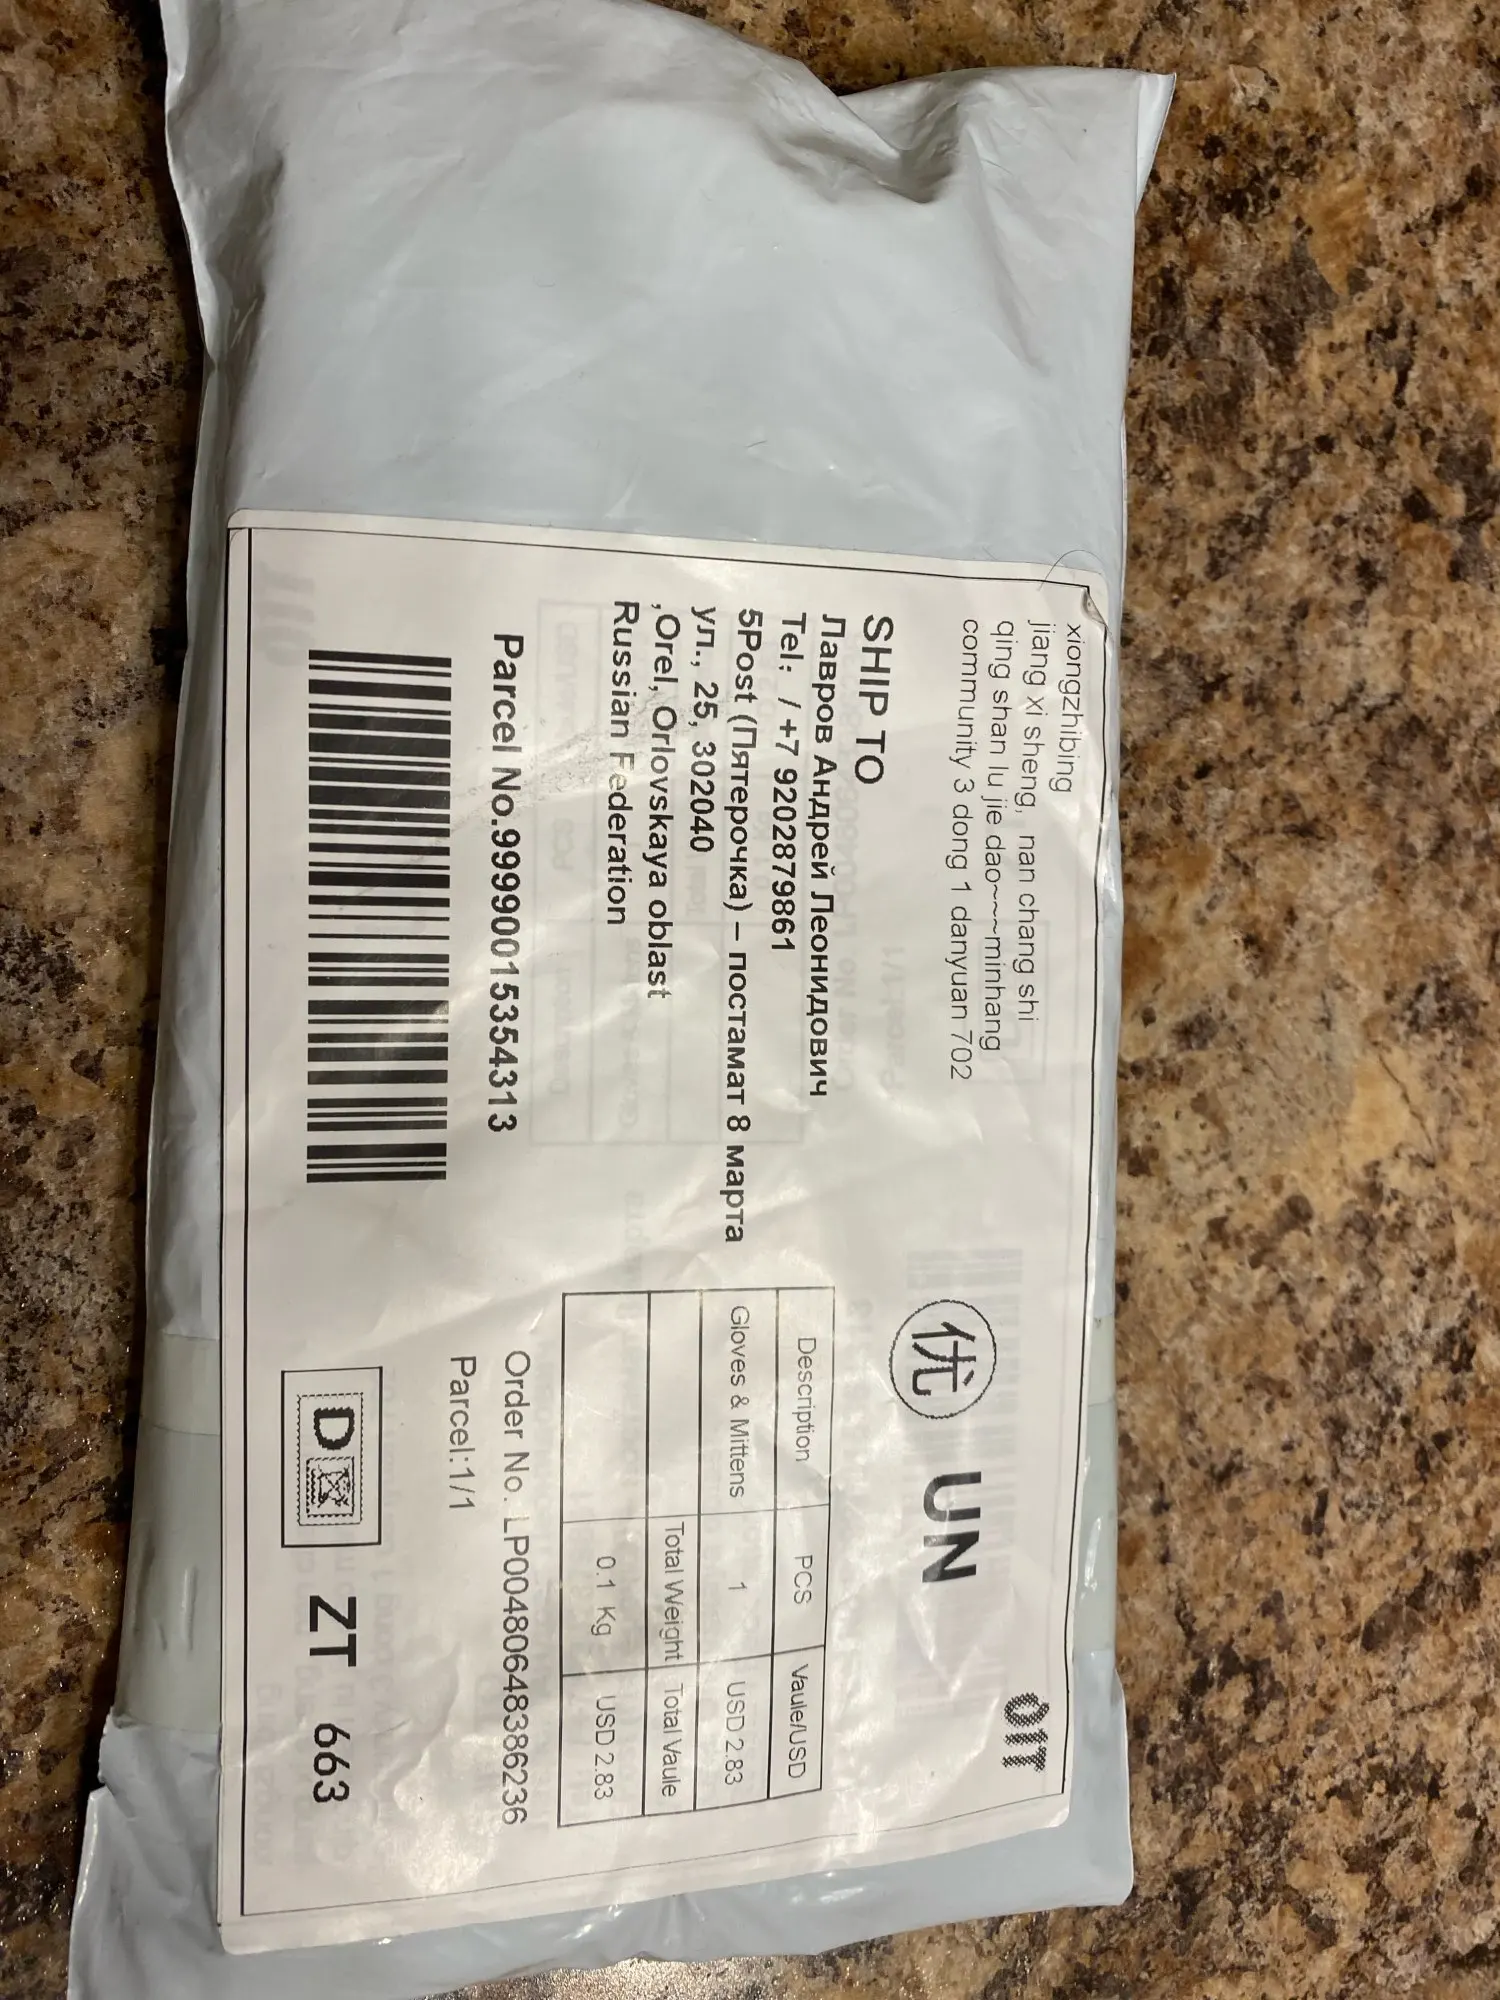 xiongzhibing
jiang xi sheng, nan chang shi
qing shan lu jie dao~~~minhang
community 3 dong 1 danyuan 702
优 UN
SHIP TO
Лавров Андрей Леонидович
Tel: / +7 9202879861
5Post (Пятерочка) – постамат 8 марта
ул., 25, 302040
,Orel, Orlovskaya oblast
Russian Federation
Description PCS Vaule/USD
Gloves & Mittens 1 USD 2.83
Total Weight Total Vaule
0.1 Kg USD 2.83
Parcel No.99990015354313
Order No. LP00480648386236
Parcel:1/1
D ZT 663